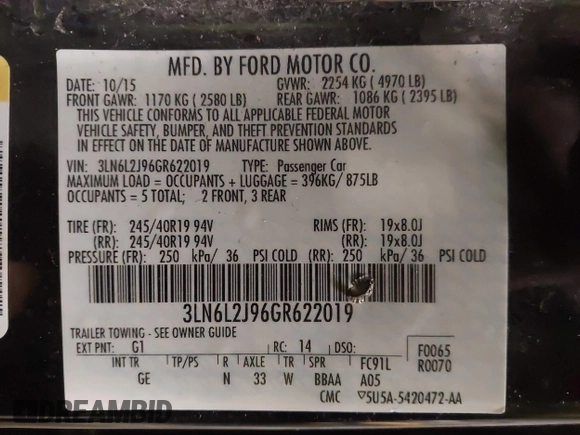 MFD. BY FORD MOTOR CO.
DATE: 10/15 GVWR: 2254 KG ( 4970 LB)
FRONT GAWR: 1170 KG ( 2580 LB) REAR GAWR: 1086 KG ( 2395 LB)
THIS VEHICLE CONFORMS TO ALL APPLICABLE FEDERAL MOTOR
VEHICLE SAFETY, BUMPER, AND THEFT PREVENTION STANDARDS
IN EFFECT ON THE DATE OF MANUFACTURE SHOWN ABOVE.
VIN: 3LN6L2J96GR622019 TYPE: Passenger Car
MAXIMUM LOAD = OCCUPANTS + LUGGAGE = 396KG/ 875LB
OCCUPANTS = 5 TOTAL; 2 FRONT, 3 REAR
TIRE (FR): 245/40R19 94V RIMS (FR): 19x8.0J
(RR): 245/40R19 94V (RR): 19x8.0J
PRESSURE (FR): 250 kPa/ 36 PSI COLD (RR): 250 kPa/ 36 PSI COLD
3LN6L2J96GR622019
TRAILER TOWING - SEE OWNER GUIDE
EXT PNT: G1 RC: 14 DSO: F0065
INT TR TP/PS R AXLE TR SPR FC91L R0070
GE N 33 W BBAA A05
CMC 5U5A-5420472-AA
DREAMBID